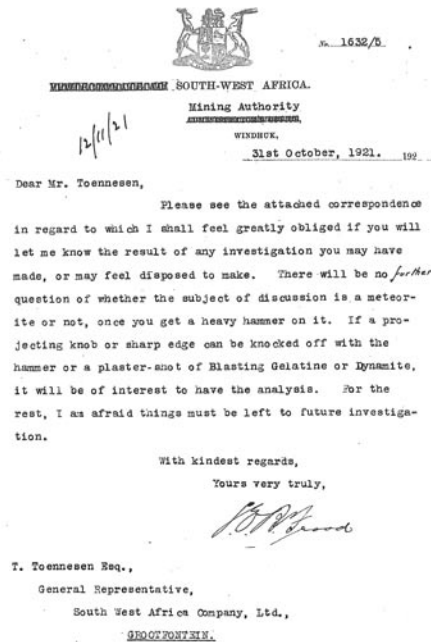 No. 1632/5
SOUTH-WEST AFRICA.
Mining Authority
WINDHUK,
12/11/21
31st October, 1921. 192
Dear Mr. Toennesen,
Please see the attached correspondence
in regard to which I shall feel greatly obliged if you will
let me know the result of any investigation you may have
made, or may feel disposed to make. There will be no further
question of whether the subject of discussion is a meteor-
ite or not, once you get a heavy hammer on it. If a pro-
jecting knob or sharp edge can be knocked off with the
hammer or a plaster-shot of Blasting Gelatine or Dynamite,
it will be of interest to have the analysis. For the
rest, I am afraid things must be left to future investiga-
tion.
With kindest regards,
Yours very truly,
T. Toennesen Esq.,
General Representative,
South West Africa Company, Ltd.,
GROOTFONTEIN.